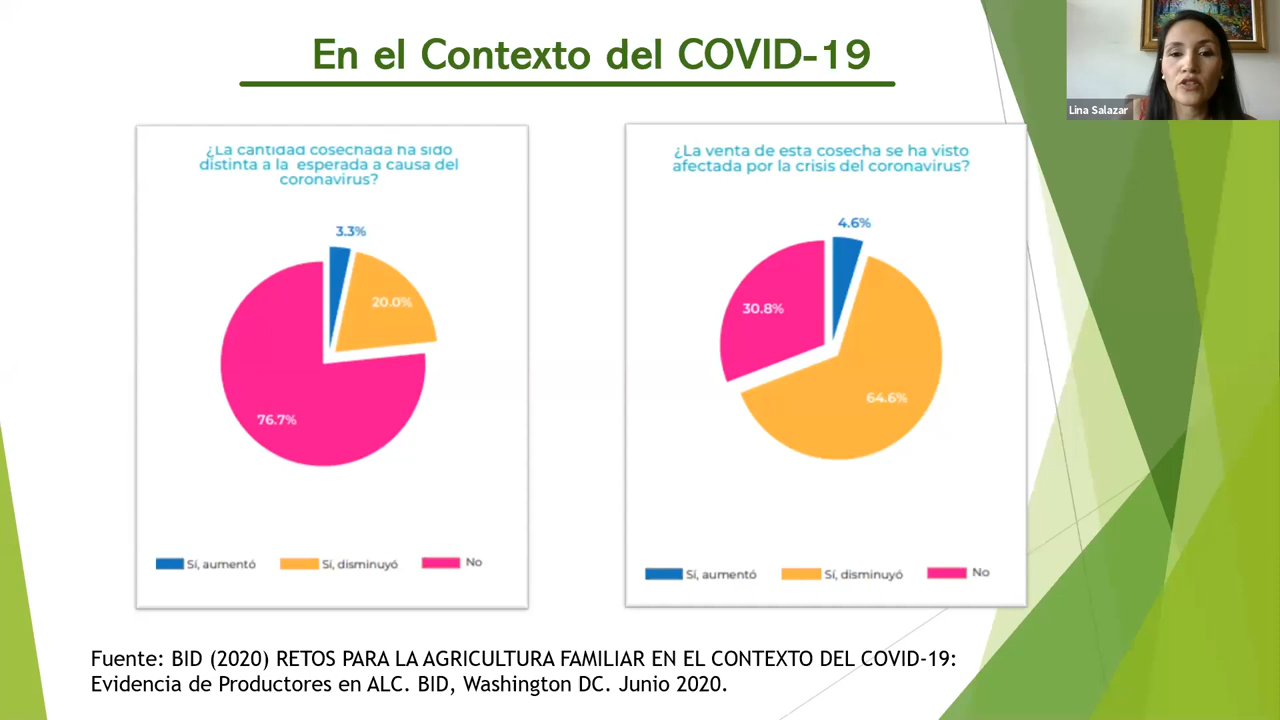 En el Contexto del COVID-19
Lina Salazar
¿La cantidad cosechada ha sido
distinta a la esperada a causa del
coronavirus?
3.3%
20.0%
76.7%
Sí, aumentó
Sí, disminuyó
No
¿La venta de esta cosecha se ha visto
afectada por la crisis del coronavirus?
4.6%
30.8%
64.6%
Sí, aumentó
Sí, disminuyó
No
Fuente: BID (2020) RETOS PARA LA AGRICULTURA FAMILIAR EN EL CONTEXTO DEL COVID-19:
Evidencia de Productores en ALC. BID, Washington DC. Junio 2020.